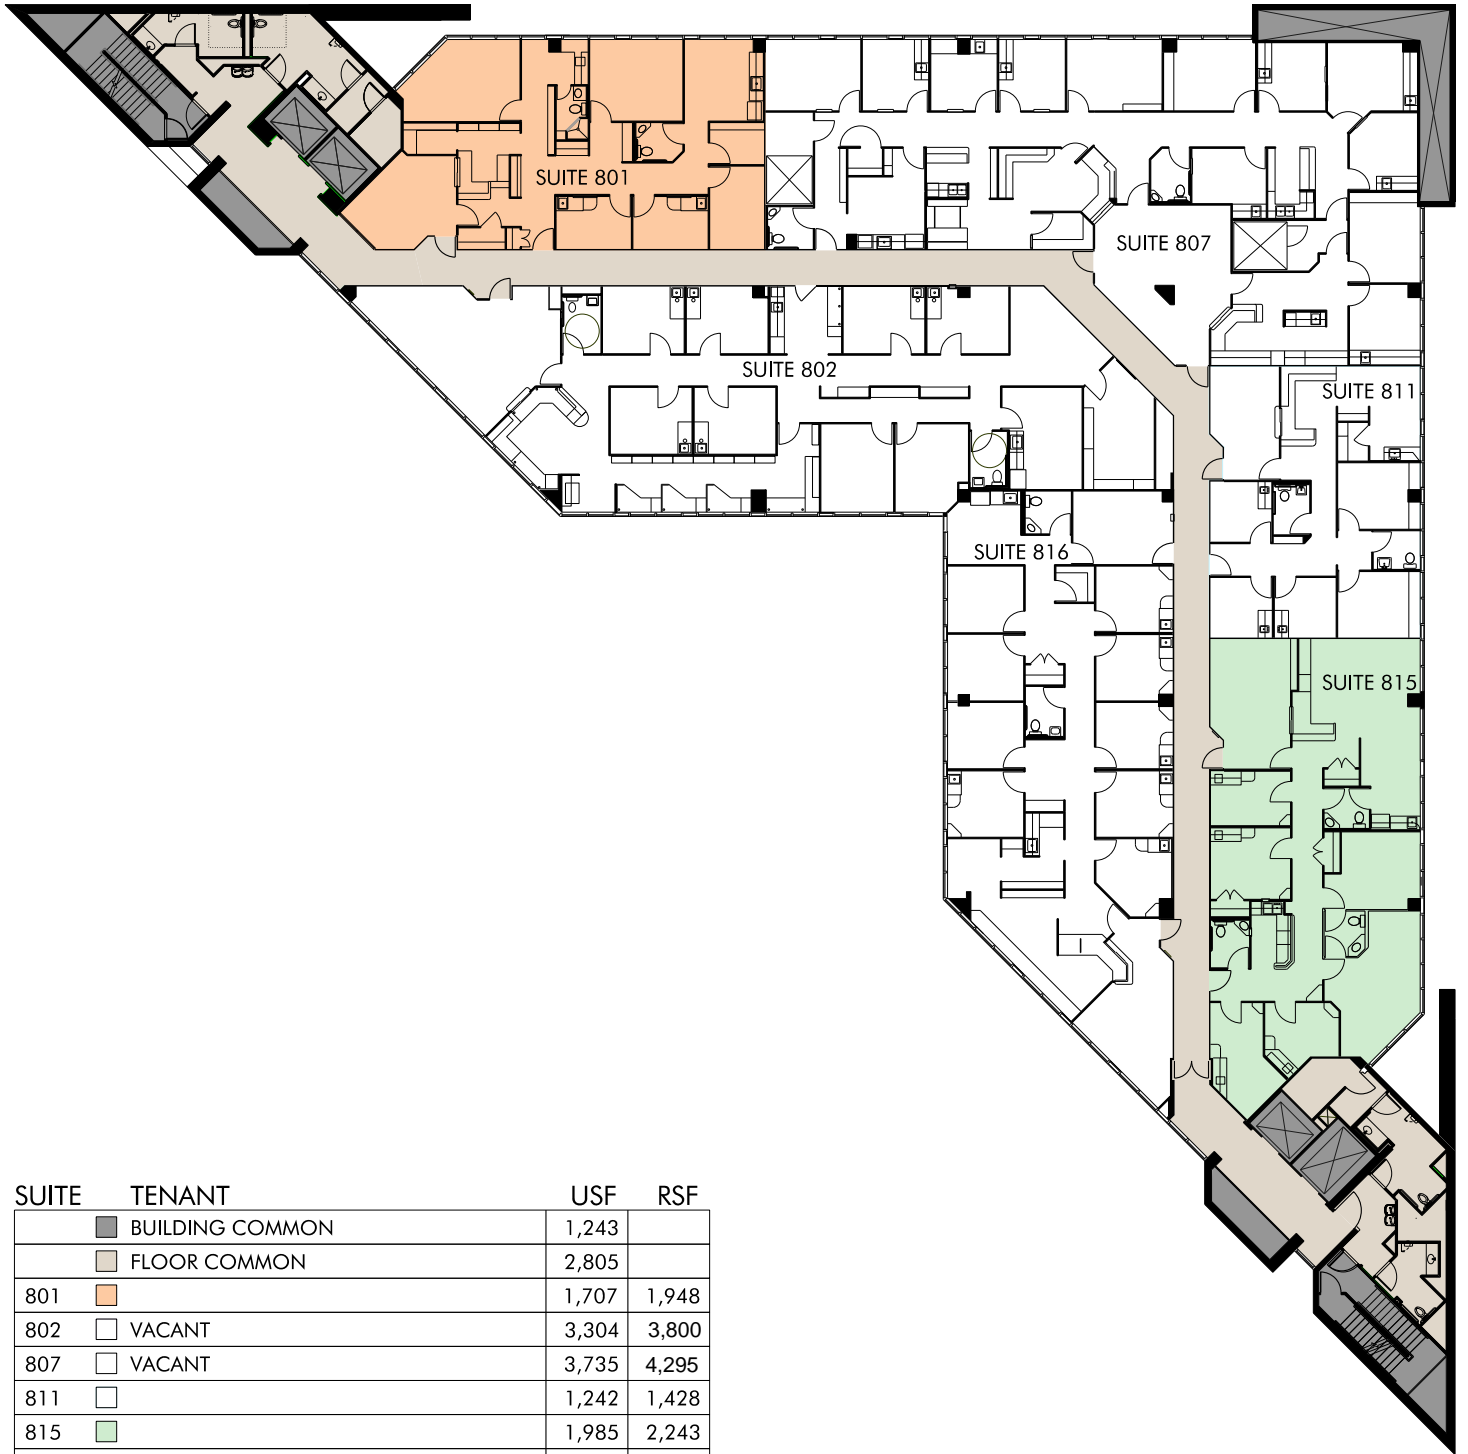 SUITE 801
SUITE 807
SUITE 802
SUITE 811
SUITE 816
SUITE 815
SUITE TENANT USF RSF
BUILDING COMMON 1,243
FLOOR COMMON 2,805
801 1,707 1,948
802 VACANT 3,304 3,800
807 VACANT 3,735 4,295
811 1,242 1,428
815 1,985 2,243